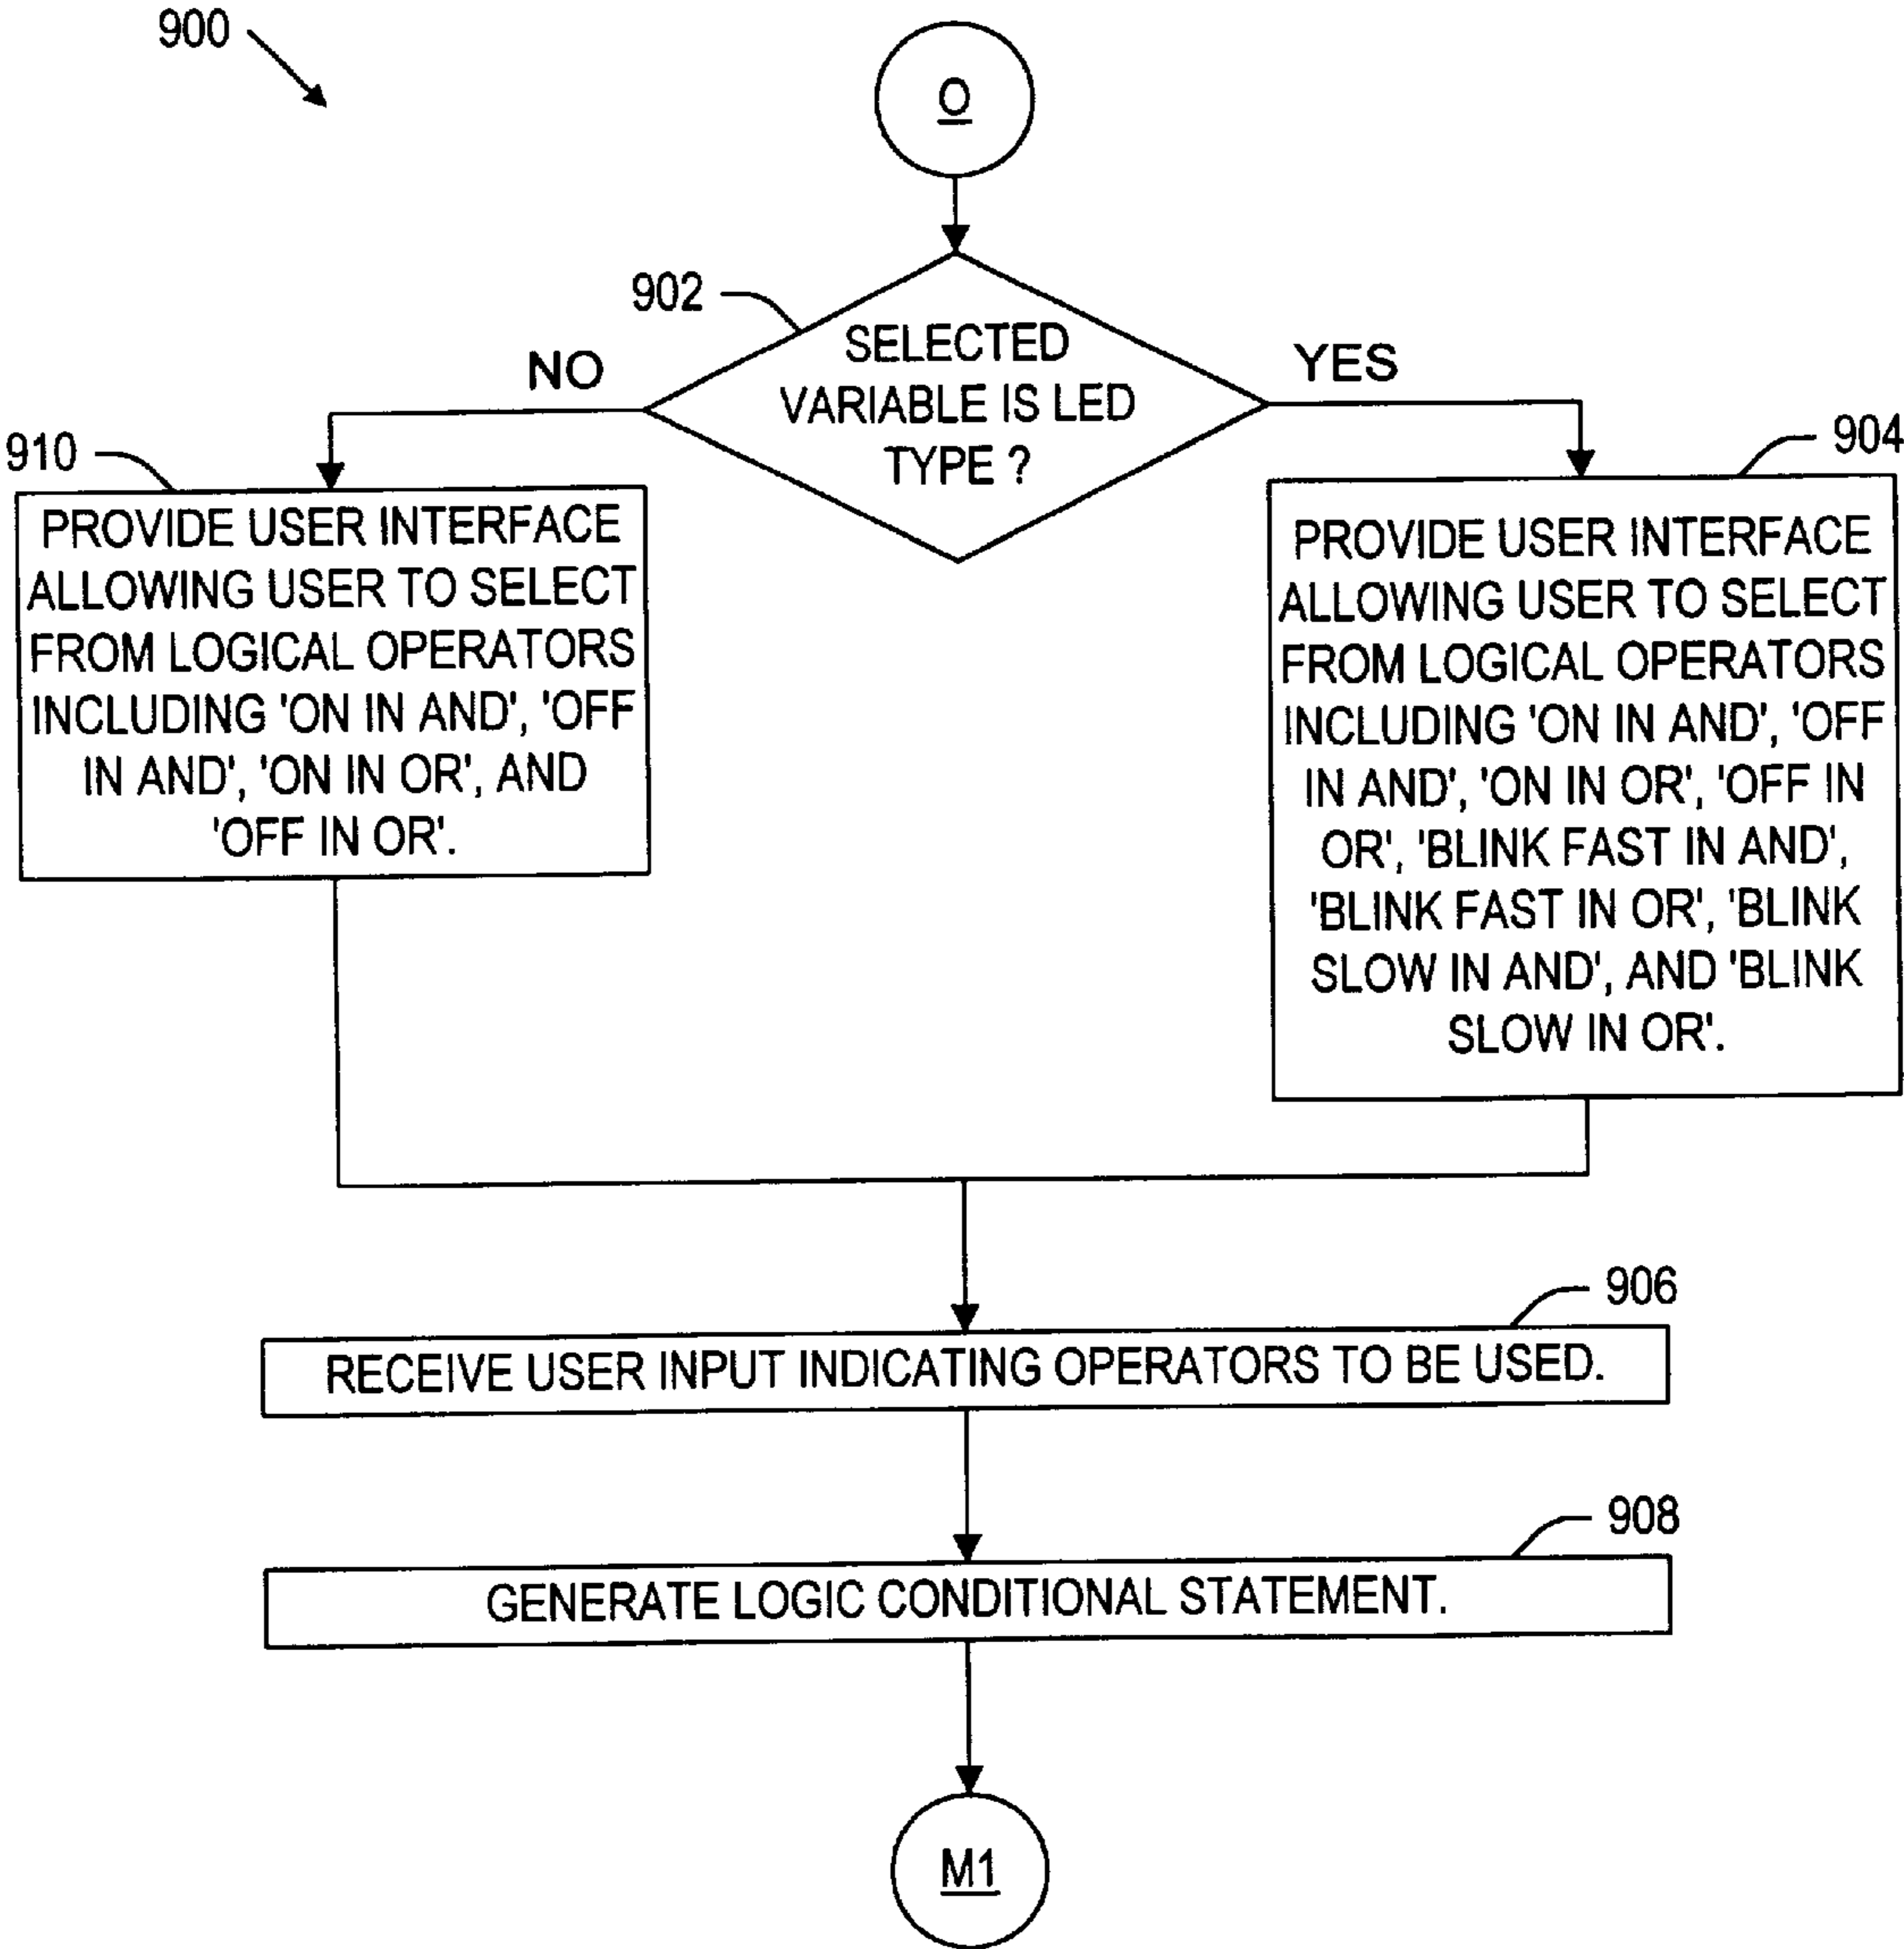 900
O
902
SELECTED
VARIABLE IS LED
TYPE ?
NO
YES
910
PROVIDE USER INTERFACE
ALLOWING USER TO SELECT
FROM LOGICAL OPERATORS
INCLUDING 'ON IN AND', 'OFF
IN AND', 'ON IN OR', AND
'OFF IN OR'.
904
PROVIDE USER INTERFACE
ALLOWING USER TO SELECT
FROM LOGICAL OPERATORS
INCLUDING 'ON IN AND', 'OFF
IN AND', 'ON IN OR', 'OFF IN
OR', 'BLINK FAST IN AND',
'BLINK FAST IN OR', 'BLINK
SLOW IN AND', AND 'BLINK
SLOW IN OR'.
906
RECEIVE USER INPUT INDICATING OPERATORS TO BE USED.
908
GENERATE LOGIC CONDITIONAL STATEMENT.
M1